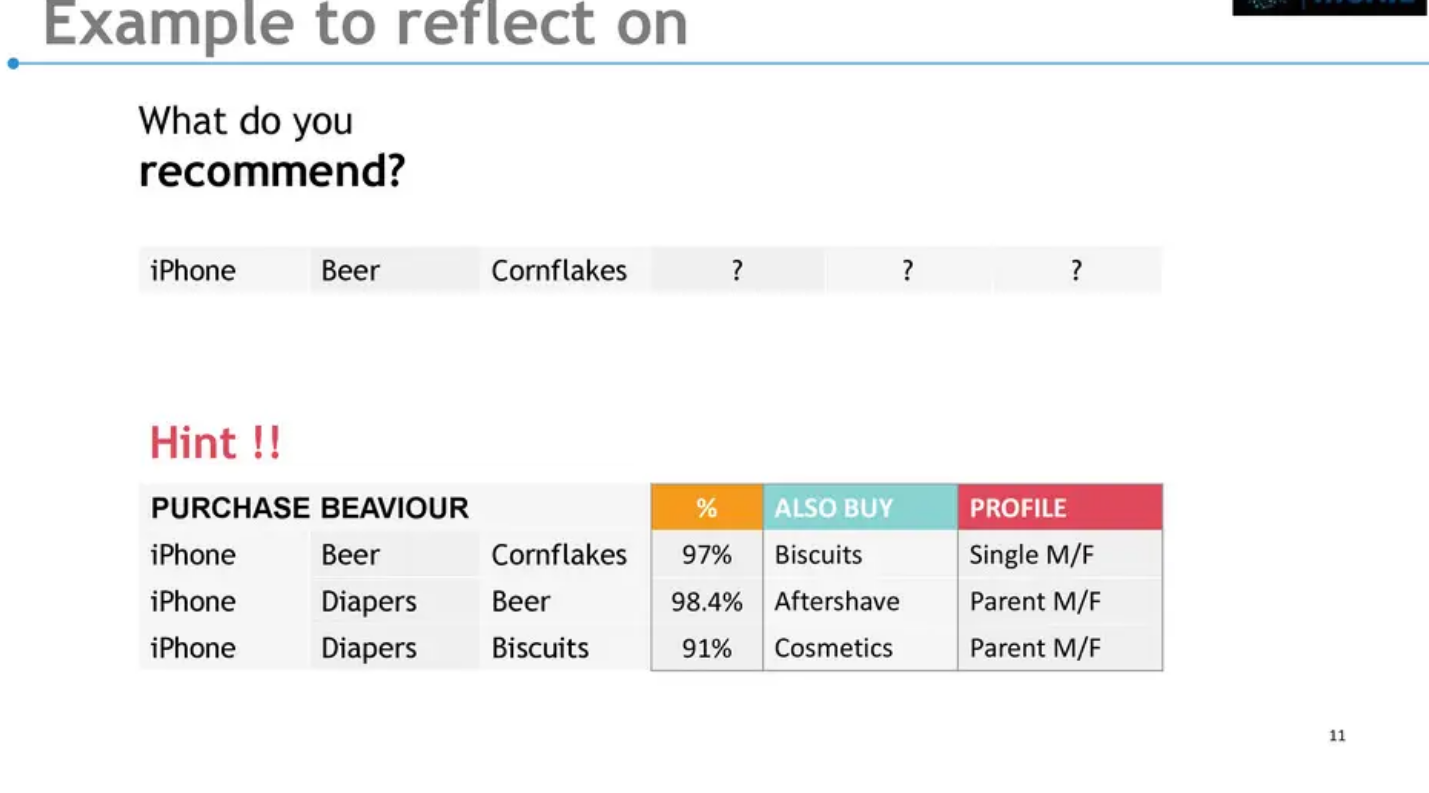 Example to reflect on
What do you
recommend?
iPhone Beer Cornflakes ? ? ?
Hint !!
PURCHASE BEAVIOUR % ALSO BUY PROFILE
iPhone Beer Cornflakes 97% Biscuits Single M/F
iPhone Diapers Beer 98.4% Aftershave Parent M/F
iPhone Diapers Biscuits 91% Cosmetics Parent M/F
11